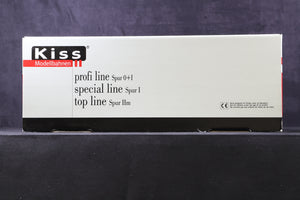 Kiss
Modellbahnen
profi line Spur 0+I
special line Spur I
top line Spur IIm
CE